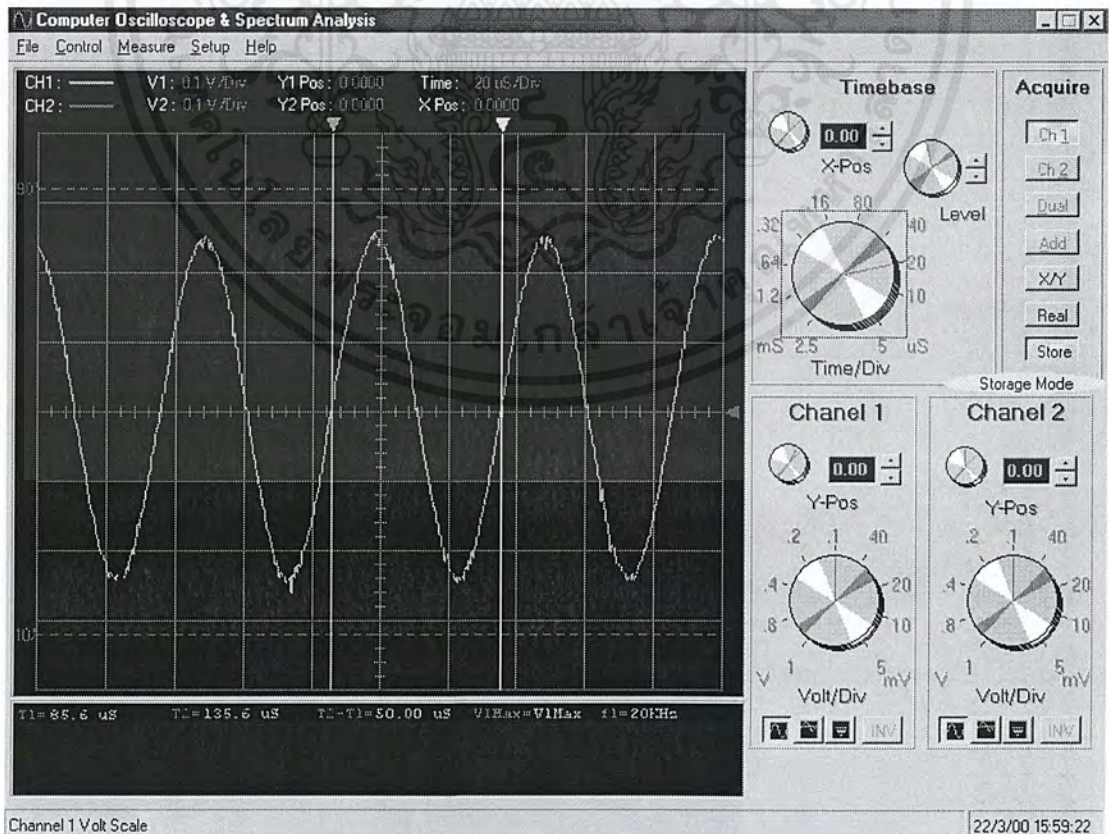 Computer Oscilloscope & Spectrum Analysis
File Control Measure Setup Help
CH1: V1: 0.1 V/Div Y1 Pos: 0.0000 Time: 20 uS/Div
CH2: V2: 0.1 V/Div Y2 Pos: 0.0000 X Pos: 0.0000
90%
10%
T1=85.6 uS T2=135.6 uS T2-T1=50.00 uS V1Max=V1Max f1=20KHz
Timebase
0.00
X-Pos
Level
.16 80
.32 40
.64 20
1.2 10
mS 2.5 5 uS
Time/Div
Acquire
Ch 1
Ch 2
Dual
Add
X/Y
Real
Store
Storage Mode
Chanel 1
0.00
Y-Pos
.2 .1 40
.4 20
.8 10
V 1 5 mV
Volt/Div
INV
Chanel 2
0.00
Y-Pos
.2 .1 40
.4 20
.8 10
V 1 5 mV
Volt/Div
INV
Channel 1 Volt Scale
22/3/00 15:59:22